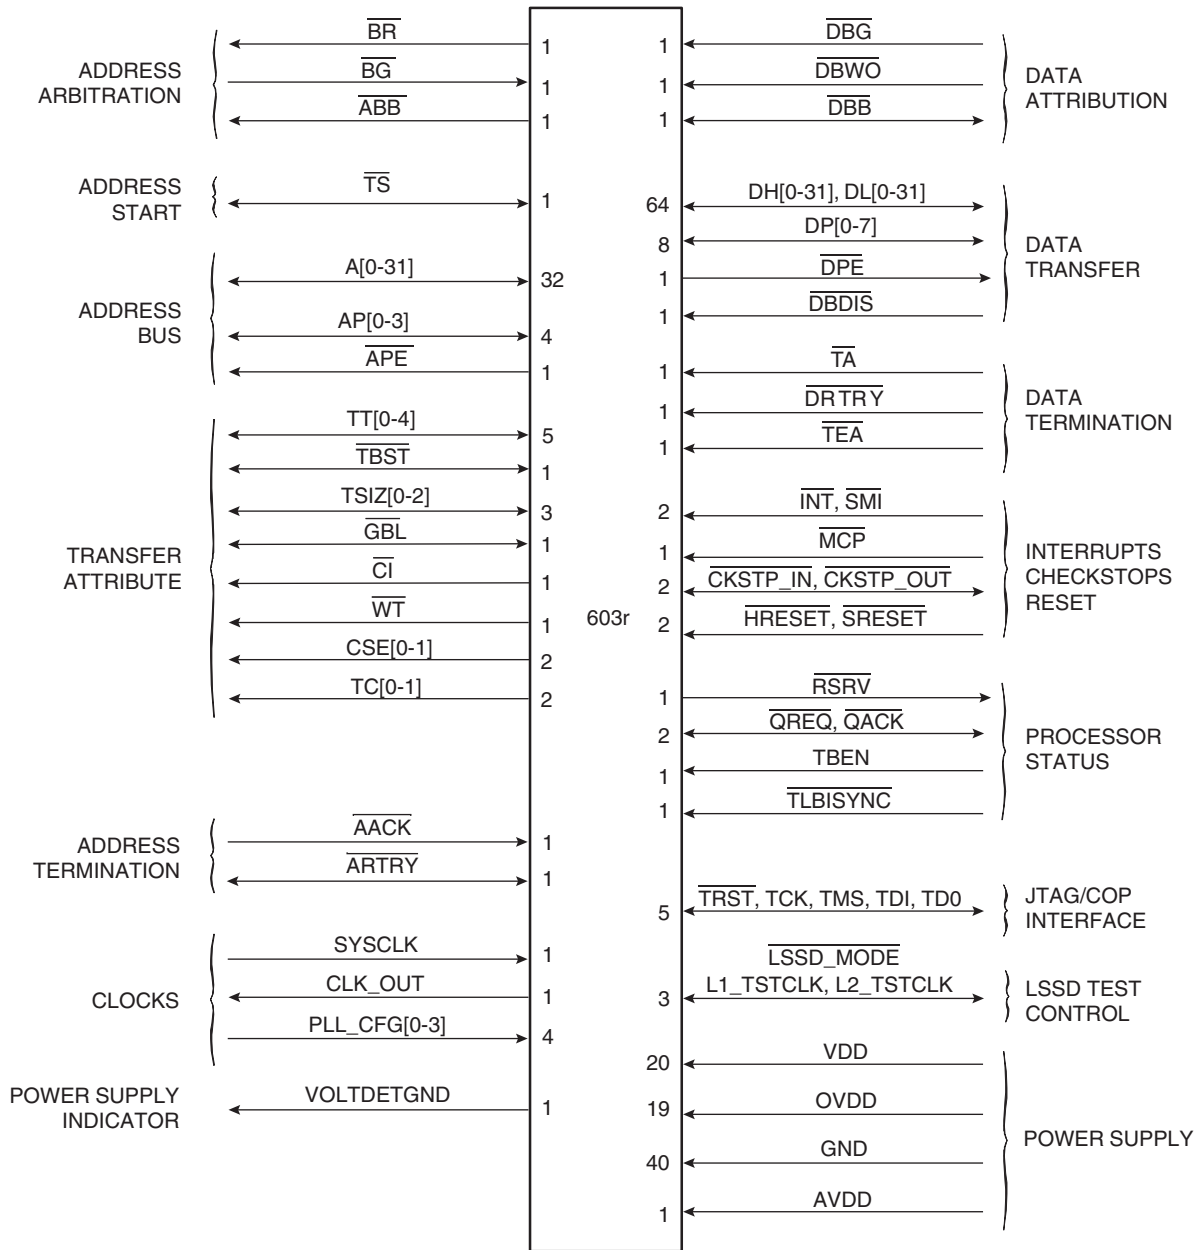 ADDRESS
ARBITRATION
BR 1
BG 1
ABB 1
ADDRESS
START
TS 1
ADDRESS
BUS
A[0-31] 32
AP[0-3] 4
APE 1
TRANSFER
ATTRIBUTE
TT[0-4] 5
TBST 1
TSIZ[0-2] 3
GBL 1
CI 1
WT 1
CSE[0-1] 2
TC[0-1] 2
ADDRESS
TERMINATION
AACK 1
ARTRY 1
CLOCKS
SYSCLK 1
CLK_OUT 1
PLL_CFG[0-3] 4
POWER SUPPLY
INDICATOR
VOLTDETGND 1
603r
1 DBG
1 DBWO
1 DBB
DATA
ATTRIBUTION
64 DH[0-31], DL[0-31]
8 DP[0-7]
1 DPE
1 DBDIS
DATA
TRANSFER
1 TA
1 DRTRY
1 TEA
DATA
TERMINATION
2 INT, SMI
1 MCP
2 CKSTP_IN, CKSTP_OUT
2 HRESET, SRESET
INTERRUPTS
CHECKSTOPS
RESET
1 RSRV
2 QREQ, QACK
1 TBEN
1 TLBISYNC
PROCESSOR
STATUS
5 TRST, TCK, TMS, TDI, TD0
JTAG/COP
INTERFACE
LSSD_MODE
3 L1_TSTCLK, L2_TSTCLK
LSSD TEST
CONTROL
20 VDD
19 OVDD
40 GND
1 AVDD
POWER SUPPLY